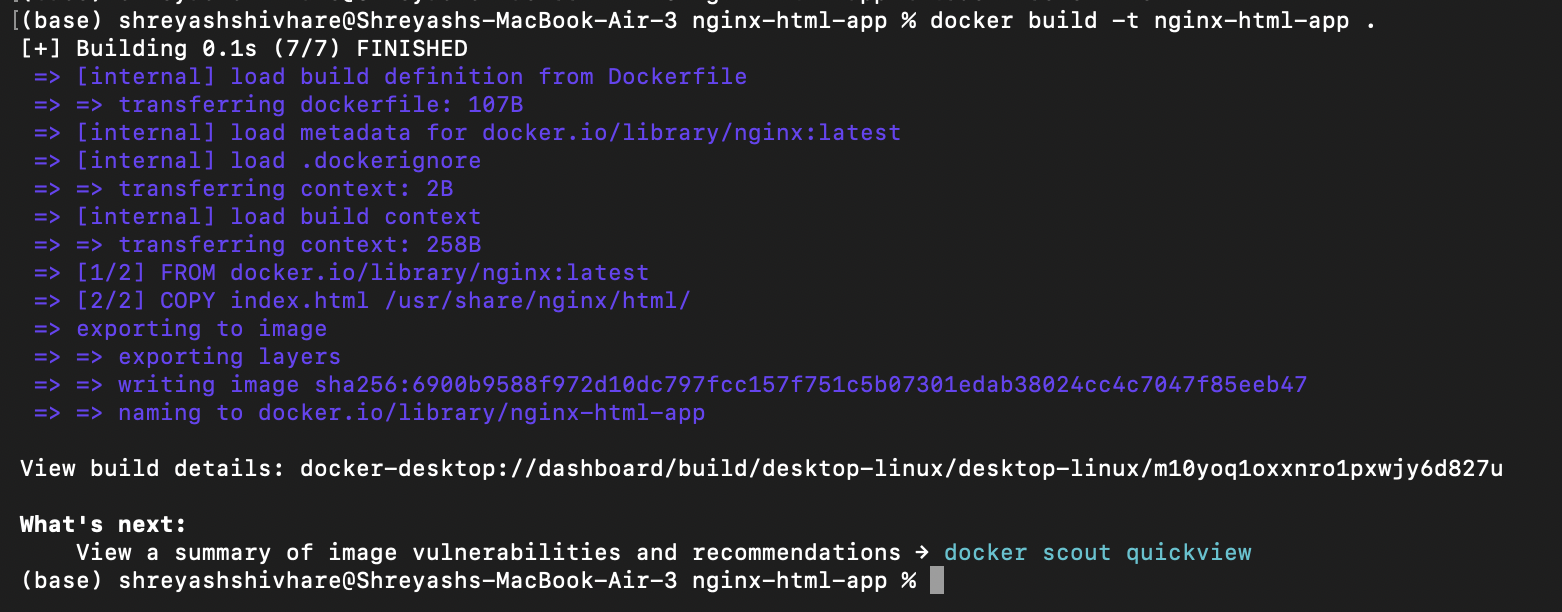 [(base) shreyashshivhare@Shreyashs-MacBook-Air-3 nginx-html-app % docker build -t nginx-html-app .
[+] Building 0.1s (7/7) FINISHED
=> [internal] load build definition from Dockerfile
=> => transferring dockerfile: 107B
=> [internal] load metadata for docker.io/library/nginx:latest
=> [internal] load .dockerignore
=> => transferring context: 2B
=> [internal] load build context
=> => transferring context: 258B
=> [1/2] FROM docker.io/library/nginx:latest
=> [2/2] COPY index.html /usr/share/nginx/html/
=> exporting to image
=> => exporting layers
=> => writing image sha256:6900b9588f972d10dc797fcc157f751c5b07301edab38024cc4c7047f85eeb47
=> => naming to docker.io/library/nginx-html-app
View build details: docker-desktop://dashboard/build/desktop-linux/desktop-linux/m10yoq1oxxnro1pxwjy6d827u
What's next:
View a summary of image vulnerabilities and recommendations → docker scout quickview
(base) shreyashshivhare@Shreyashs-MacBook-Air-3 nginx-html-app %